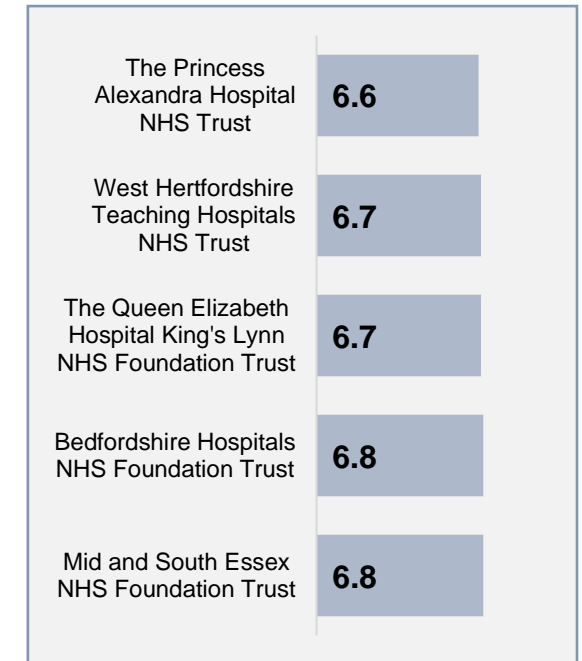 The Princess
Alexandra Hospital
NHS Trust
6.6
West Hertfordshire
Teaching Hospitals
NHS Trust
6.7
The Queen Elizabeth
Hospital King's Lynn
NHS Foundation Trust
6.7
Bedfordshire Hospitals
NHS Foundation Trust
6.8
Mid and South Essex
NHS Foundation Trust
6.8